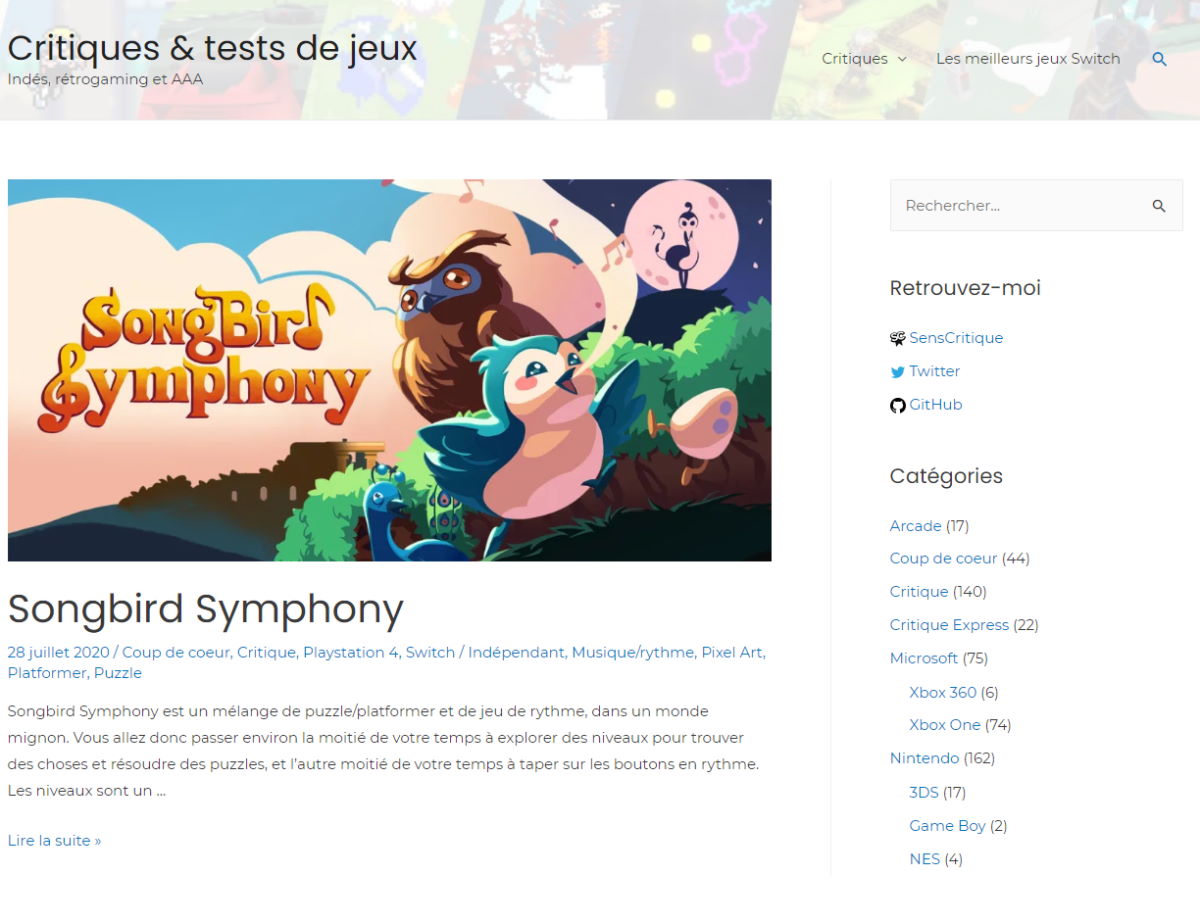 Critiques & tests de jeux
Indés, rétrogaming et AAA
Critiques
Les meilleurs jeux Switch
SongBird
Symphony
Songbird Symphony
28 juillet 2020 / Coup de coeur, Critique, Playstation 4, Switch / Indépendant, Musique/rythme, Pixel Art,
Platformer, Puzzle
Songbird Symphony est un mélange de puzzle/platformer et de jeu de rythme, dans un monde
mignon. Vous allez donc passer environ la moitié de votre temps à explorer des niveaux pour trouver
des choses et résoudre des puzzles, et l'autre moitié de votre temps à taper sur les boutons en rythme.
Les niveaux sont un ...
Lire la suite »
Rechercher...
Retrouvez-moi
SensCritique
Twitter
GitHub
Catégories
Arcade (17)
Coup de coeur (44)
Critique (140)
Critique Express (22)
Microsoft (75)
Xbox 360 (6)
Xbox One (74)
Nintendo (162)
3DS (17)
Game Boy (2)
NES (4)